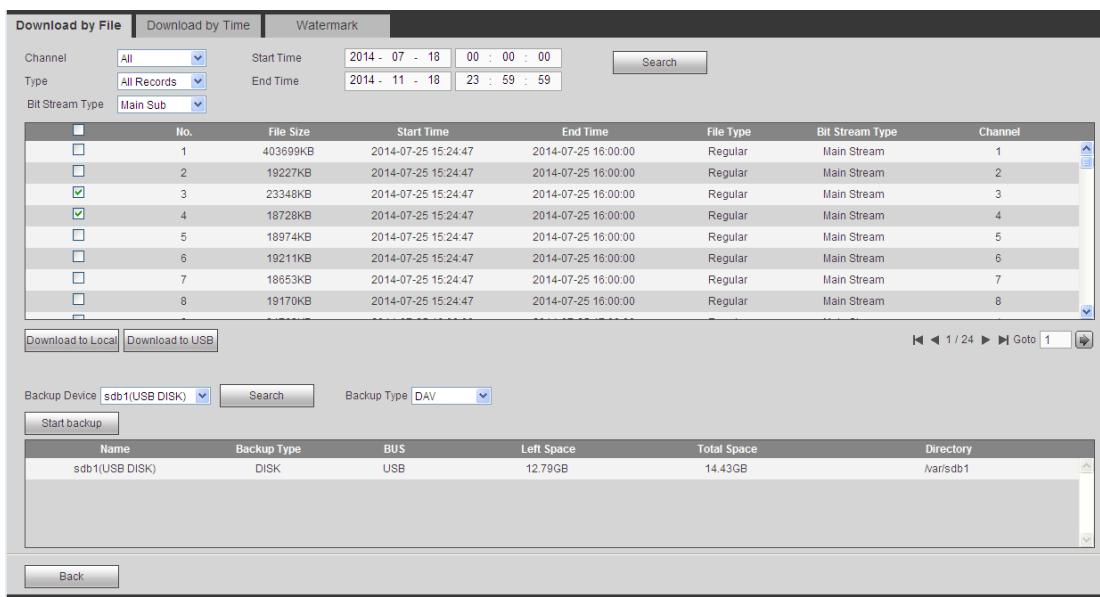 Download by File Download by Time Watermark
Channel All Start Time 2014 - 07 - 18 00 : 00 : 00 Search
Type All Records End Time 2014 - 11 - 18 23 : 59 : 59
Bit Stream Type Main Sub
No. File Size Start Time End Time File Type Bit Stream Type Channel
1 403699KB 2014-07-25 15:24:47 2014-07-25 16:00:00 Regular Main Stream 1
2 19227KB 2014-07-25 15:24:47 2014-07-25 16:00:00 Regular Main Stream 2
3 23348KB 2014-07-25 15:24:47 2014-07-25 16:00:00 Regular Main Stream 3
4 18728KB 2014-07-25 15:24:47 2014-07-25 16:00:00 Regular Main Stream 4
5 18974KB 2014-07-25 15:24:47 2014-07-25 16:00:00 Regular Main Stream 5
6 19211KB 2014-07-25 15:24:47 2014-07-25 16:00:00 Regular Main Stream 6
7 18653KB 2014-07-25 15:24:47 2014-07-25 16:00:00 Regular Main Stream 7
8 19170KB 2014-07-25 15:24:47 2014-07-25 16:00:00 Regular Main Stream 8
Download to Local Download to USB 1 / 24 Goto 1
Backup Device sdb1(USB DISK) Search Backup Type DAV
Start backup
Name Backup Type BUS Left Space Total Space Directory
sdb1(USB DISK) DISK USB 12.79GB 14.43GB /var/sdb1
Back